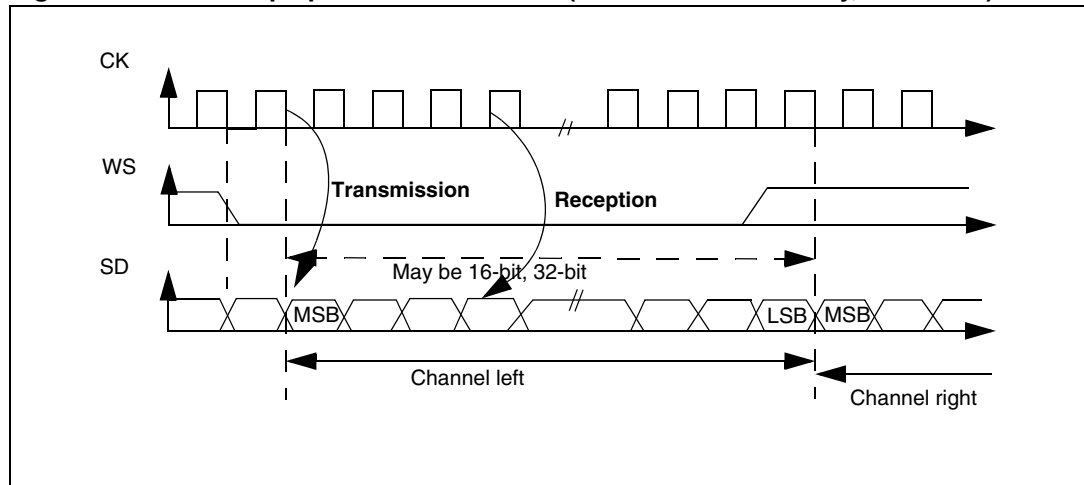 CK
WS
Transmission
Reception
SD
May be 16-bit, 32-bit
MSB
LSB
MSB
Channel left
Channel right